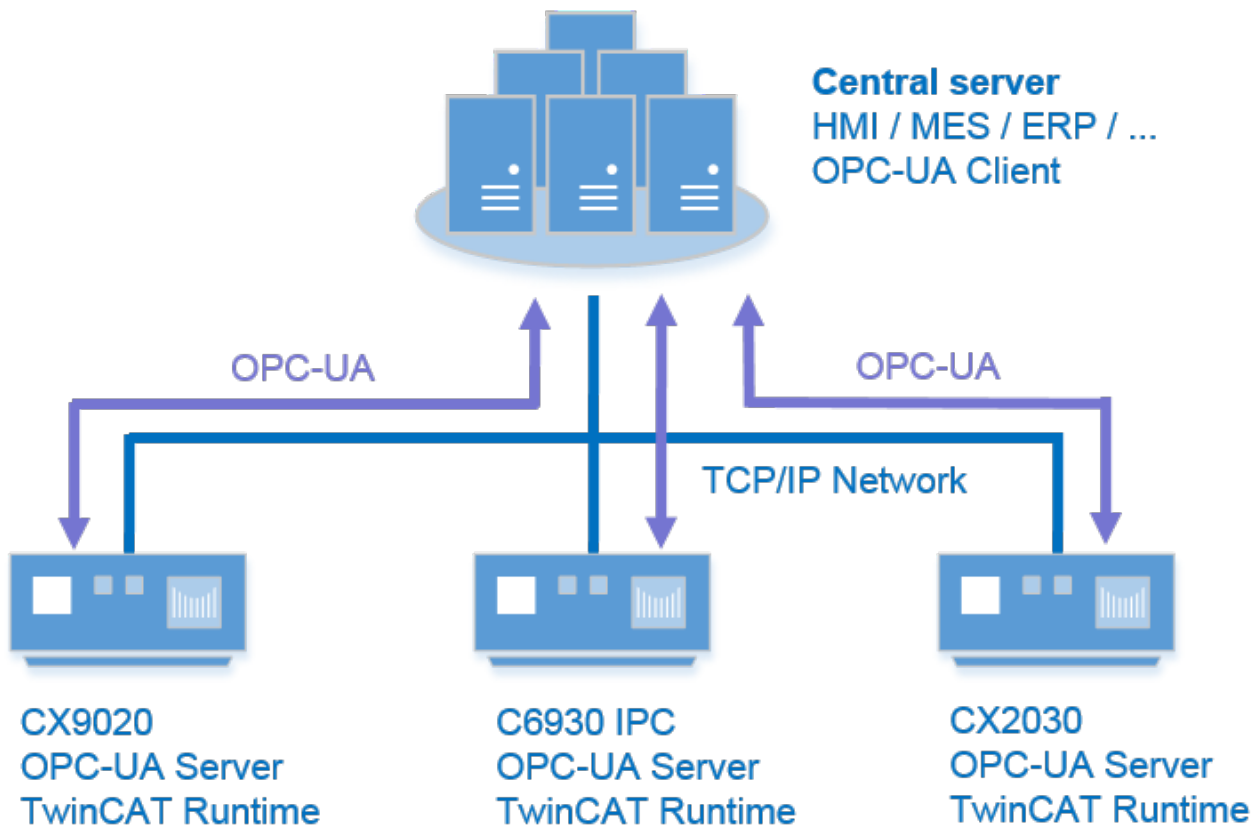 Central server
HMI / MES / ERP / ...
OPC-UA Client
OPC-UA
OPC-UA
TCP/IP Network
CX9020
OPC-UA Server
TwinCAT Runtime
C6930 IPC
OPC-UA Server
TwinCAT Runtime
CX2030
OPC-UA Server
TwinCAT Runtime